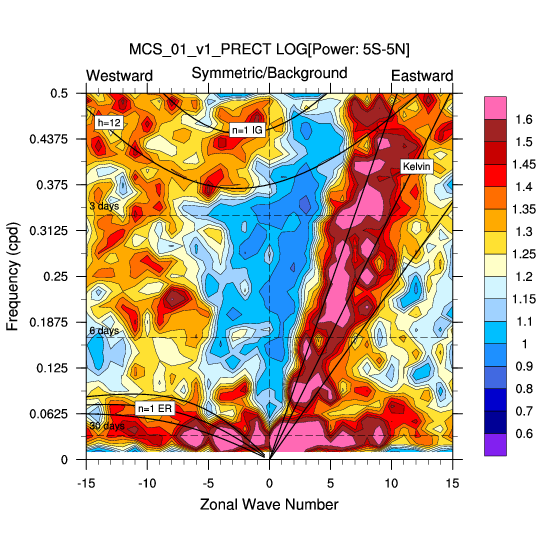 MCS_01_v1_PRECT LOG[Power: 5S-5N]
Westward Symmetric/Background Eastward
0.5
h=12
n=1 IG
0.4375
1.6
1.5
Kelvin
1.45
0.375
1.4
3 days
1.35
0.3125
1.3
1.25
Frequency (cpd)
0.25
1.2
1.15
0.1875
1.1
6 days
1
0.125
0.9
0.8
0.0625
n=1 ER
0.7
30 days
0.6
0
-15 -10 -5 0 5 10 15
Zonal Wave Number